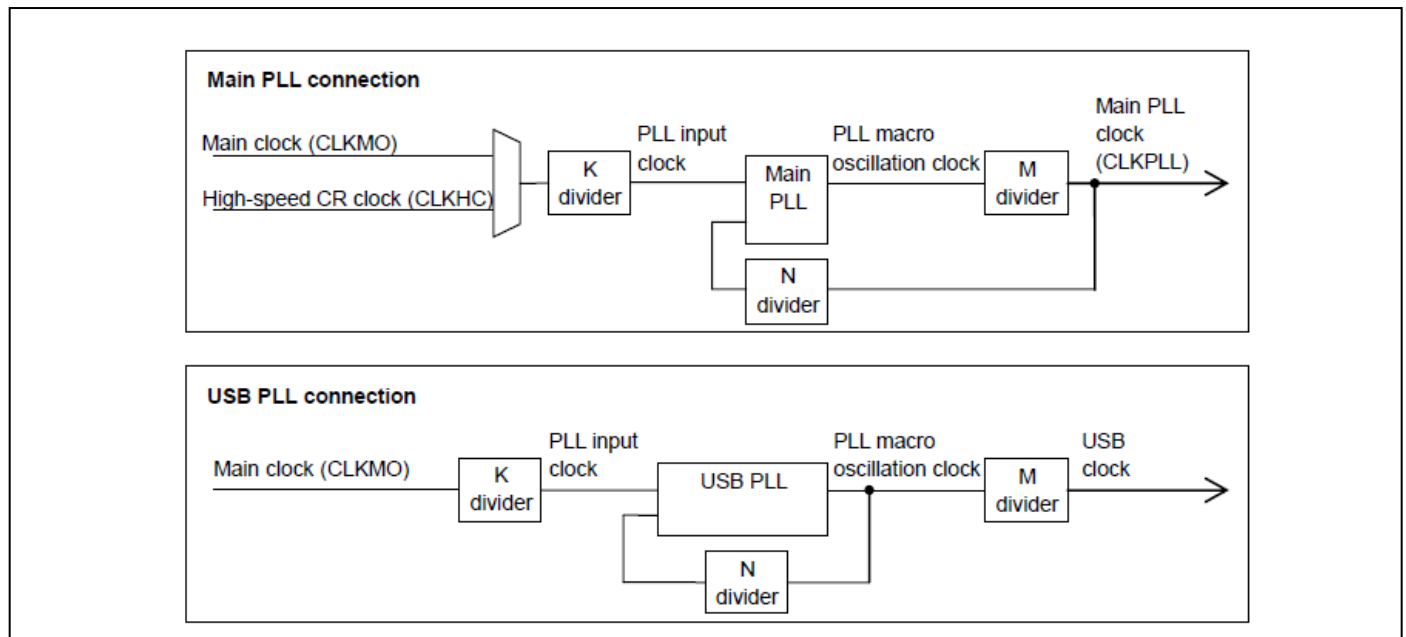 Main PLL connection
Main clock (CLKMO)
High-speed CR clock (CLKHC)
K
divider
PLL input
clock
Main
PLL
PLL macro
oscillation clock
M
divider
Main PLL
clock
(CLKPLL)
N
divider
USB PLL connection
Main clock (CLKMO)
K
divider
PLL input
clock
USB PLL
PLL macro
oscillation clock
M
divider
USB
clock
N
divider